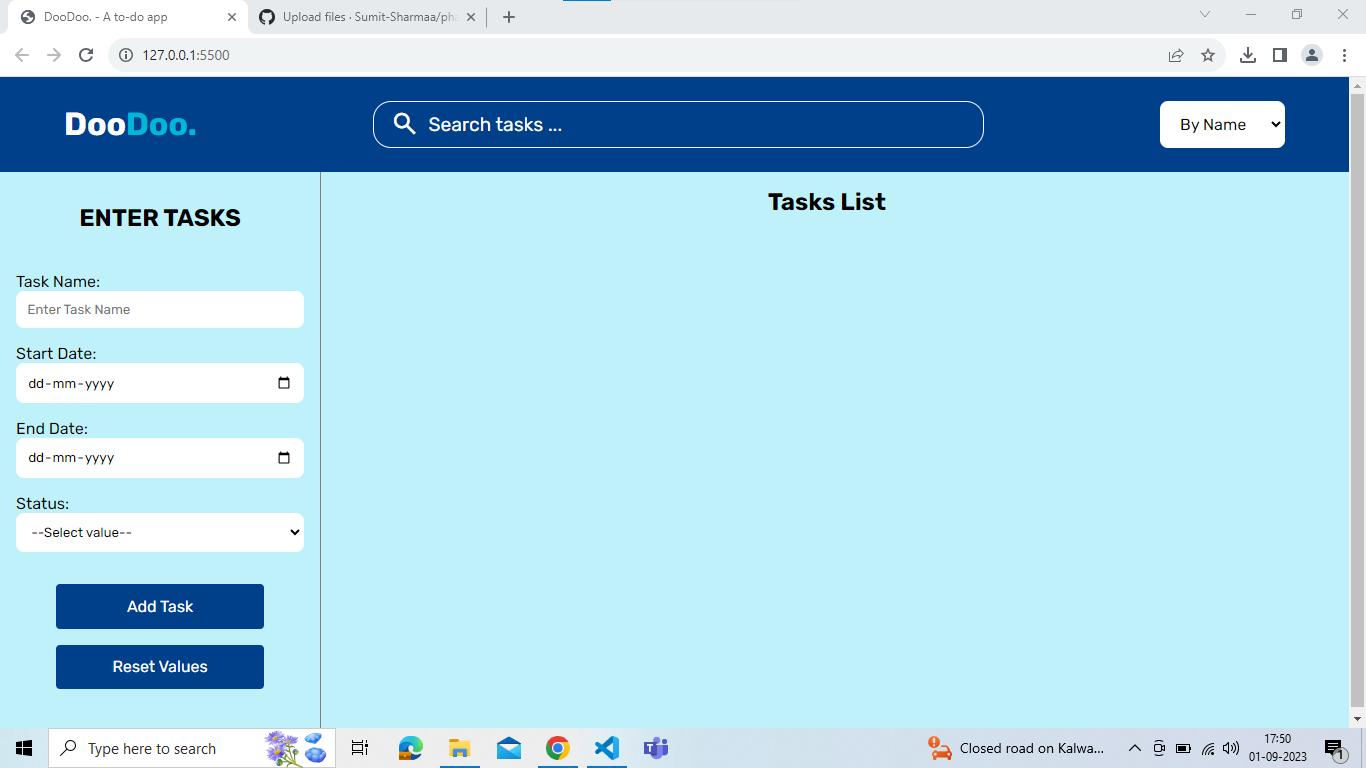 DooDoo. - A to-do app
Upload files · Sumit-Sharmaa/pha
127.0.0.1:5500
DooDoo.
Search tasks ...
By Name
ENTER TASKS
Tasks List
Task Name:
Enter Task Name
Start Date:
dd-mm-yyyy
End Date:
dd-mm-yyyy
Status:
--Select value--
Add Task
Reset Values
Type here to search
Closed road on Kalwa...
17:50
01-09-2023
1